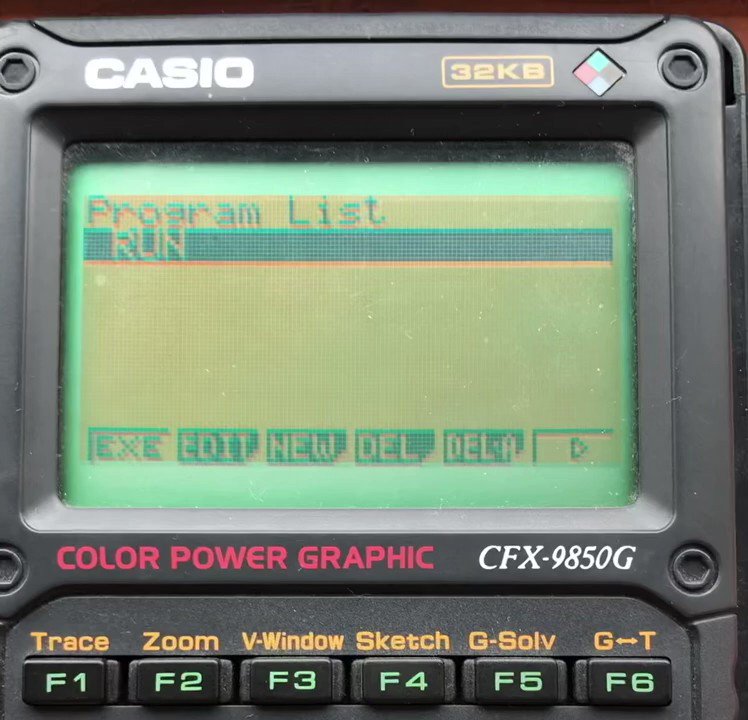 CASIO 32KB
Program List
RUN
EXE EDIT NEW DEL DEL·A ▷
COLOR POWER GRAPHIC CFX-9850G
Trace Zoom V-Window Sketch G-Solv G↔T
F1 F2 F3 F4 F5 F6